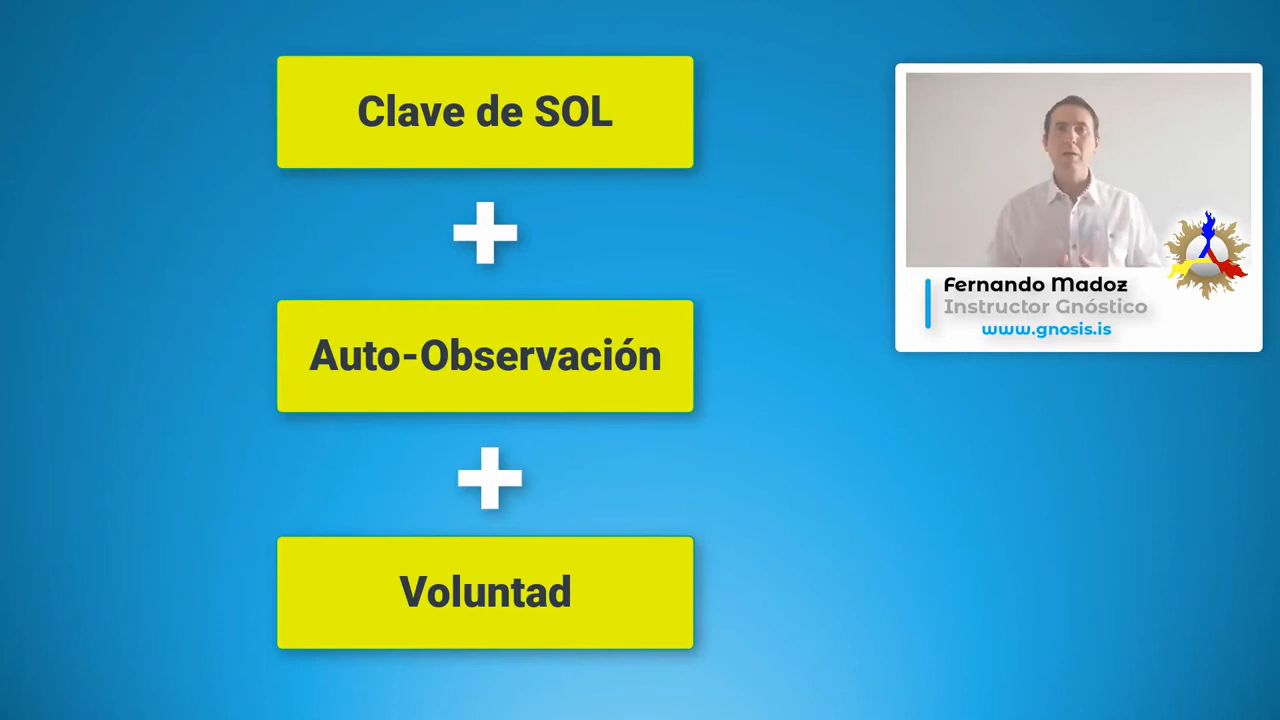 Clave de SOL
Auto-Observación
Voluntad
Fernando Madoz
Instructor Gnóstico
www.gnosis.is